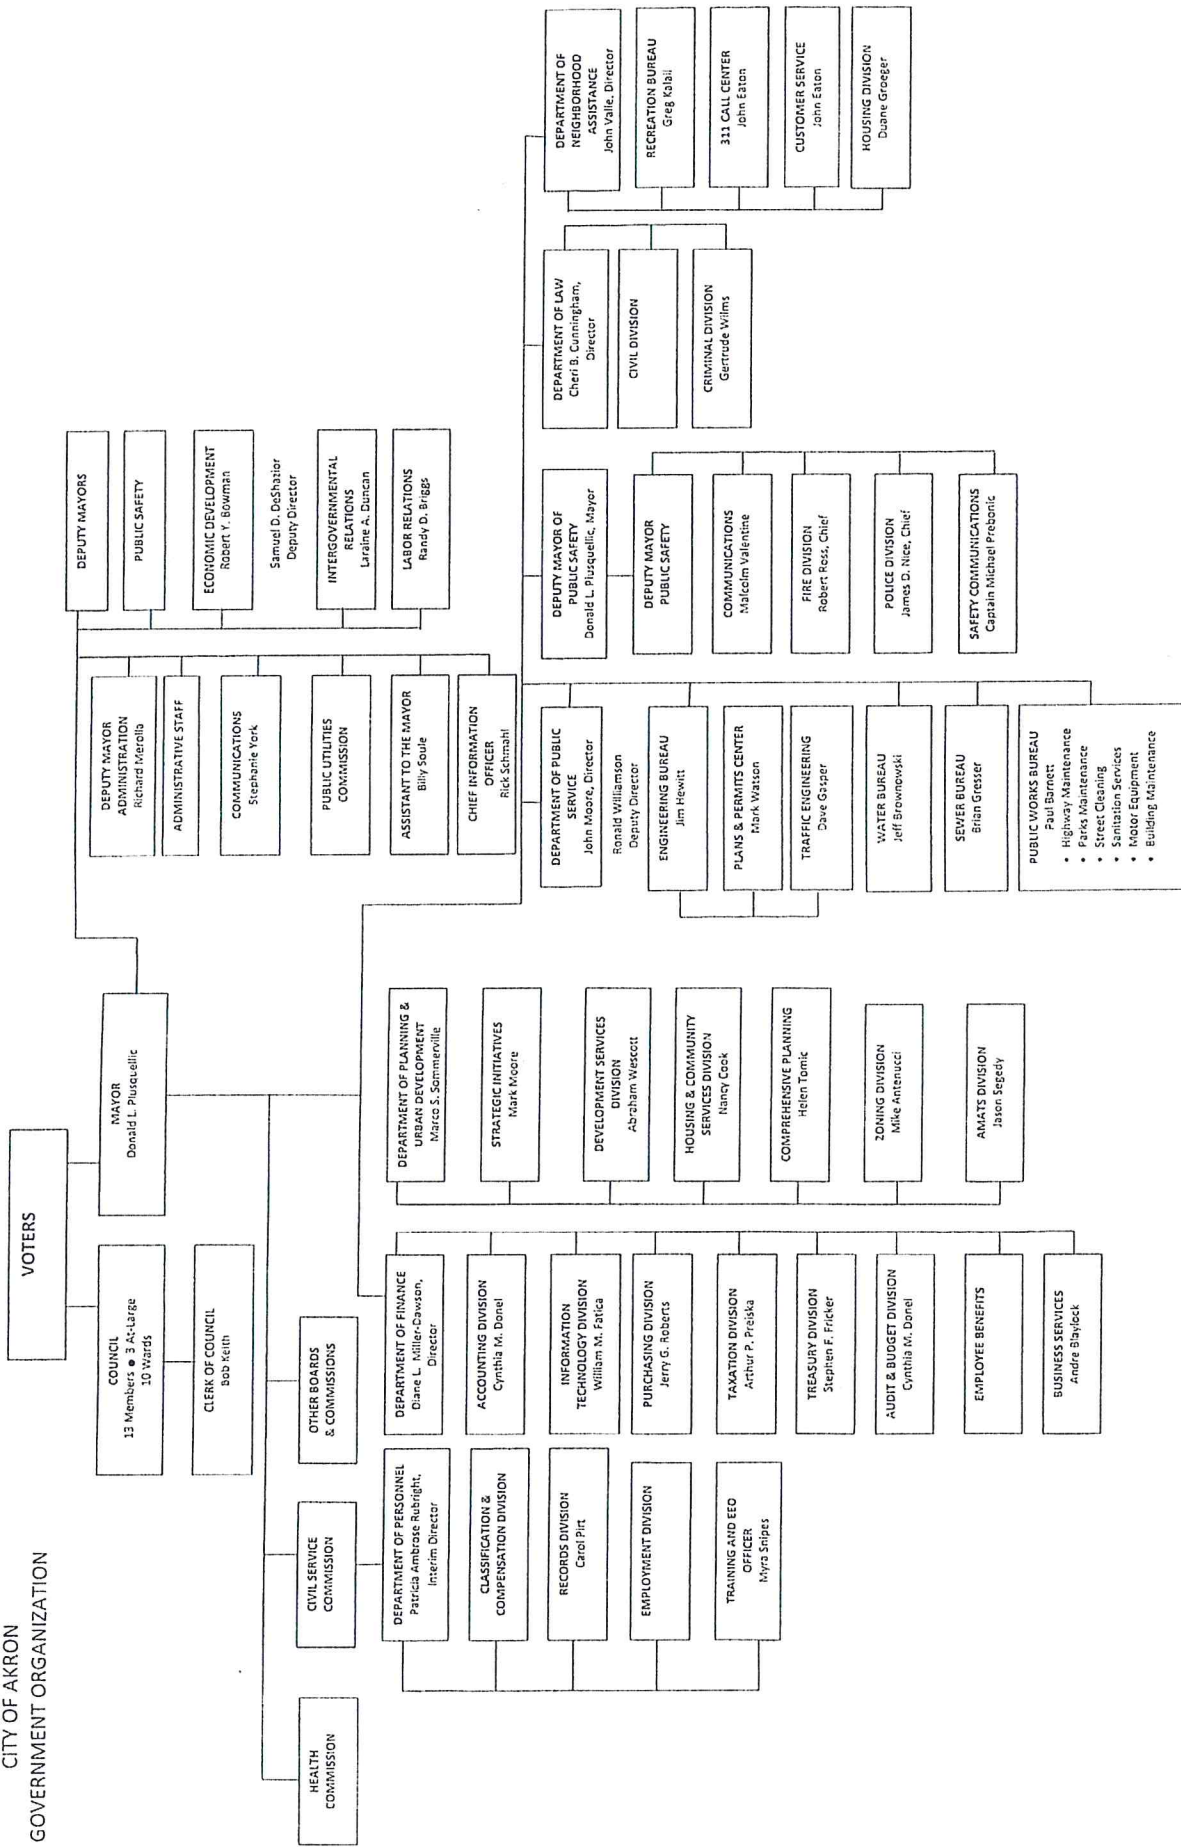 CITY OF AKRON
GOVERNMENT ORGANIZATION
VOTERS
COUNCIL
13 Members ● 3 At-Large
10 Wards
CLERK OF COUNCIL
Bob Keith
MAYOR
Donald L. Plusquellic
DEPUTY MAYOR
ADMINISTRATION
Richard Merolla
ADMINISTRATIVE STAFF
COMMUNICATIONS
Stephanie York
PUBLIC UTILITIES
COMMISSION
ASSISTANT TO THE MAYOR
Billy Soule
CHIEF INFORMATION
OFFICER
Rick Schmahl
DEPUTY MAYORS
PUBLIC SAFETY
ECONOMIC DEVELOPMENT
Robert Y. Bowman
Samuel D. DeShazior
Deputy Director
INTERGOVERNMENTAL
RELATIONS
Laraine A. Duncan
LABOR RELATIONS
Randy D. Briggs
HEALTH
COMMISSION
CIVIL SERVICE
COMMISSION
OTHER BOARDS
& COMMISSIONS
DEPARTMENT OF PERSONNEL
Patricia Ambrose Rubright,
Interim Director
CLASSIFICATION &
COMPENSATION DIVISION
RECORDS DIVISION
Carol Pirt
EMPLOYMENT DIVISION
TRAINING AND EEO
OFFICER
Myra Snipes
DEPARTMENT OF FINANCE
Diane L. Miller-Dawson,
Director
ACCOUNTING DIVISION
Cynthia M. Donel
INFORMATION
TECHNOLOGY DIVISION
William M. Fatica
PURCHASING DIVISION
Jerry G. Roberts
TAXATION DIVISION
Arthur P. Preiska
TREASURY DIVISION
Stephen F. Fricker
AUDIT & BUDGET DIVISION
Cynthia M. Donel
EMPLOYEE BENEFITS
BUSINESS SERVICES
Andre Blaylock
DEPARTMENT OF PLANNING &
URBAN DEVELOPMENT
Marco S. Sommerville
STRATEGIC INITIATIVES
Mark Moore
DEVELOPMENT SERVICES
DIVISION
Abraham Wescott
HOUSING & COMMUNITY
SERVICES DIVISION
Nancy Cook
COMPREHENSIVE PLANNING
Helen Tomic
ZONING DIVISION
Mike Antenucci
AMATS DIVISION
Jason Segedy
DEPARTMENT OF PUBLIC
SERVICE
John Moore, Director
Ronald Williamson
Deputy Director
ENGINEERING BUREAU
Jim Hewitt
PLANS & PERMITS CENTER
Mark Watson
TRAFFIC ENGINEERING
Dave Gasper
WATER BUREAU
Jeff Brownowski
SEWER BUREAU
Brian Gresser
PUBLIC WORKS BUREAU
Paul Barnett
• Highway Maintenance
• Parks Maintenance
• Street Cleaning
• Sanitation Services
• Motor Equipment
• Building Maintenance
DEPUTY MAYOR OF
PUBLIC SAFETY
Donald L. Plusquellic, Mayor
DEPUTY MAYOR
PUBLIC SAFETY
COMMUNICATIONS
Malcolm Valentine
FIRE DIVISION
Robert Ross, Chief
POLICE DIVISION
James D. Nice, Chief
SAFETY COMMUNICATIONS
Captain Michael Prebonic
DEPARTMENT OF LAW
Cheri B. Cunningham,
Director
CIVIL DIVISION
CRIMINAL DIVISION
Gertrude Wilms
DEPARTMENT OF
NEIGHBORHOOD
ASSISTANCE
John Valle, Director
RECREATION BUREAU
Greg Kalail
311 CALL CENTER
John Eaton
CUSTOMER SERVICE
John Eaton
HOUSING DIVISION
Duane Groeger